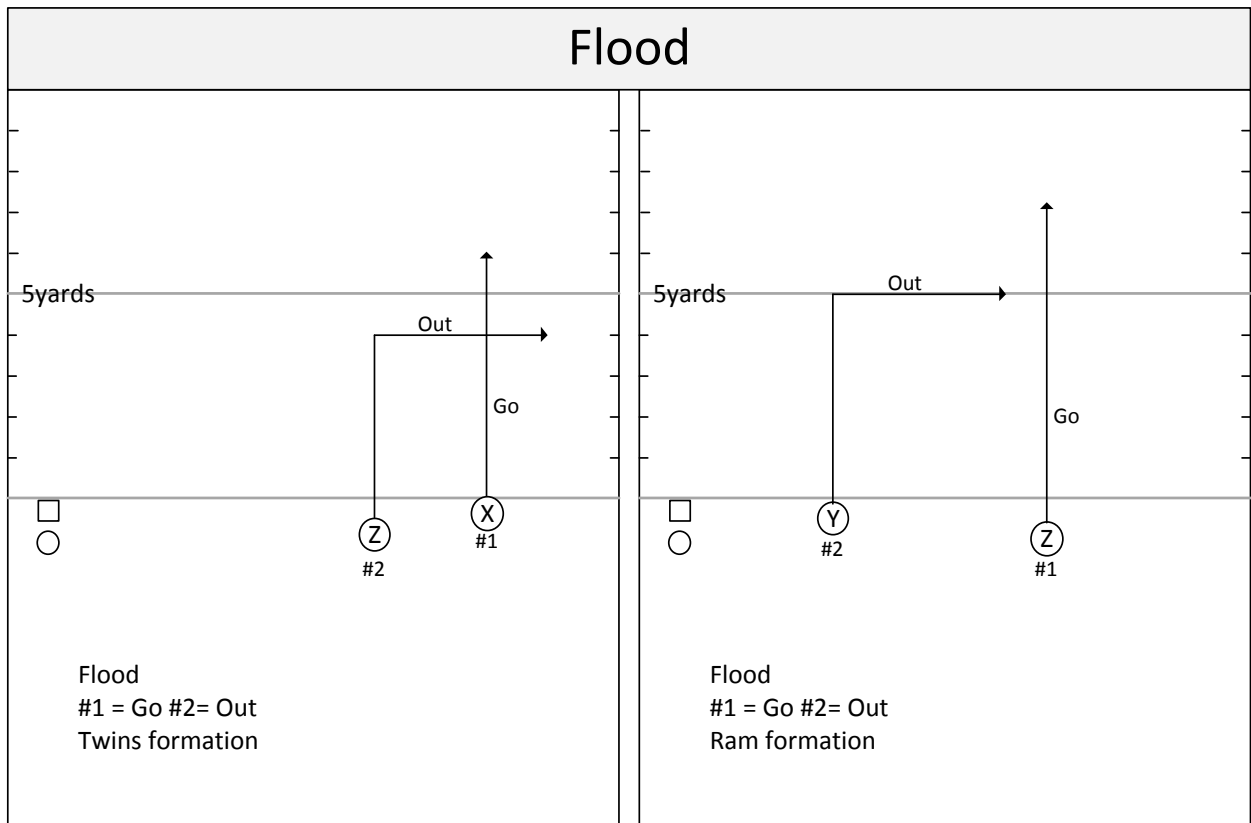 Flood
5yards
Out
Go
Z
X
#1
#2
Flood
#1 = Go #2= Out
Twins formation
5yards
Out
Go
Y
#2
Z
#1
Flood
#1 = Go #2= Out
Ram formation